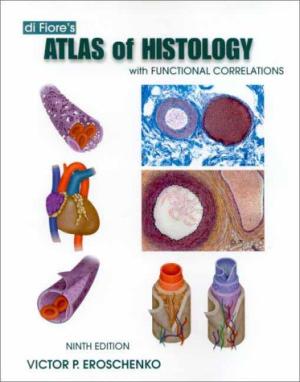 di Fiore's
ATLAS of HISTOLOGY
with FUNCTIONAL CORRELATIONS
NINTH EDITION
VICTOR P. EROSCHENKO